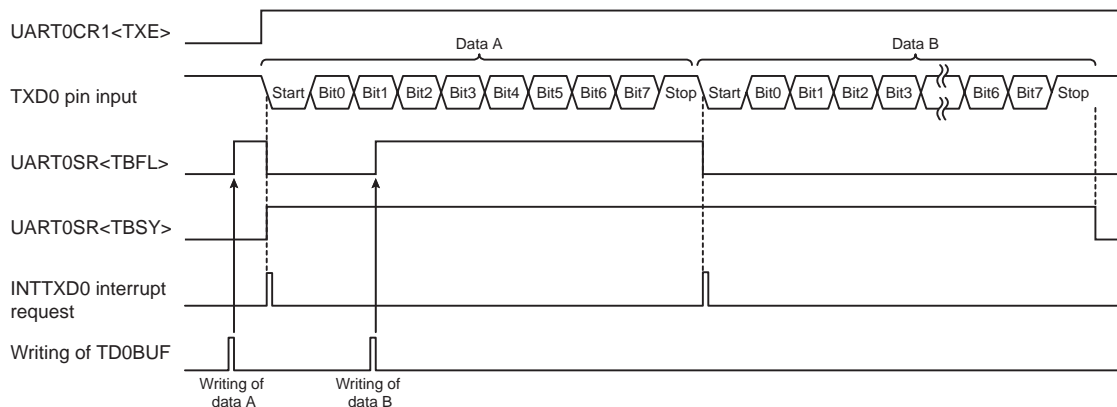 UART0CR1<TXE>
Data A
Data B
TXD0 pin input
Start Bit0 Bit1 Bit2 Bit3 Bit4 Bit5 Bit6 Bit7 Stop Start Bit0 Bit1 Bit2 Bit3 Bit6 Bit7 Stop
UART0SR<TBFL>
UART0SR<TBSY>
INTTXD0 interrupt
request
Writing of TD0BUF
Writing of
data A
Writing of
data B